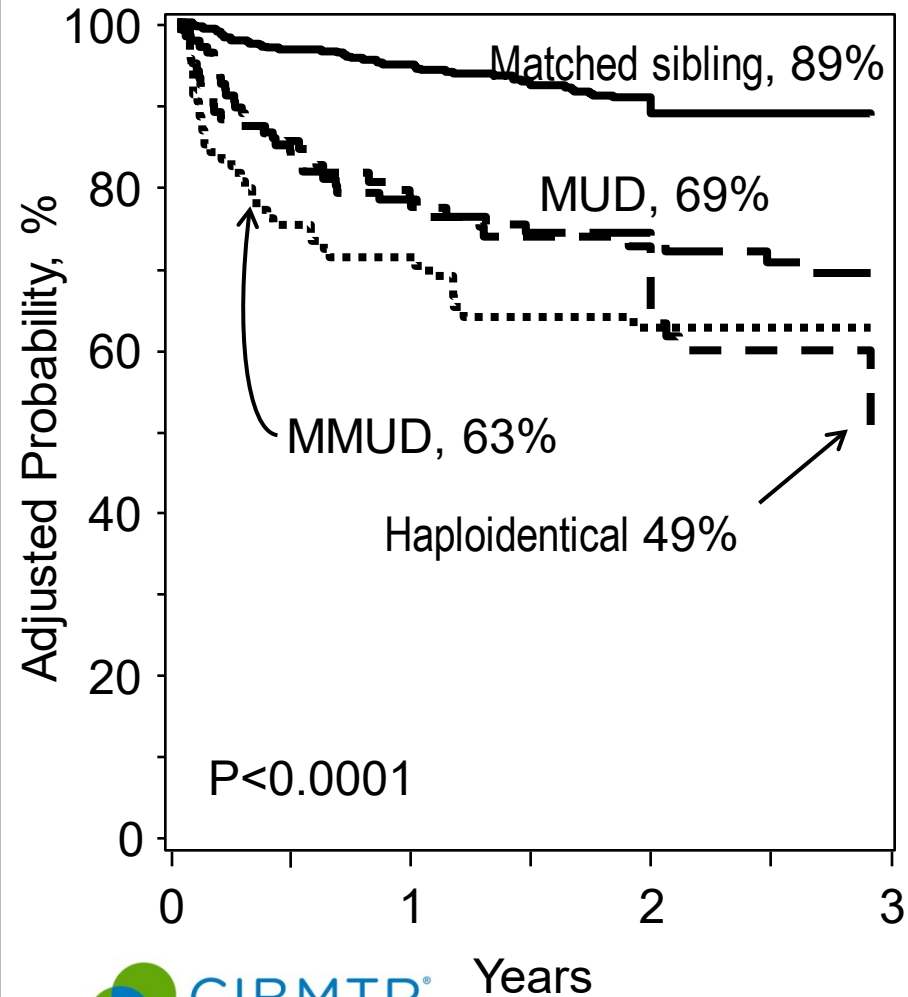 Adjusted Probability, %
100
80
60
40
20
0
Matched sibling, 89%
MUD, 69%
MMUD, 63%
Haploidentical 49%
P<0.0001
0 1 2 3
Years
CIBMTR®